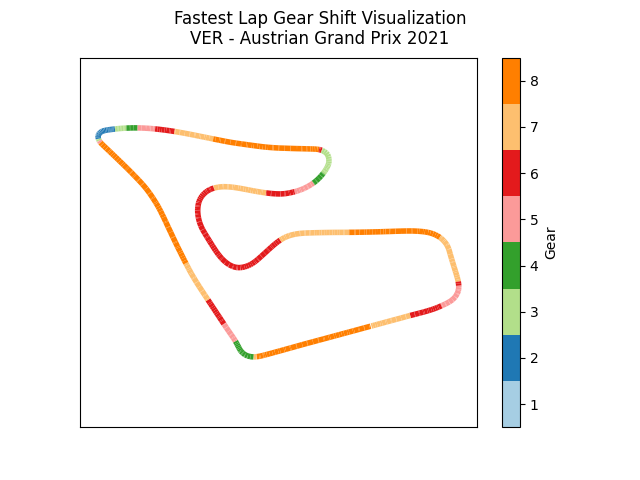 Fastest Lap Gear Shift Visualization
VER - Austrian Grand Prix 2021
8
7
6
5
4
3
2
1
Gear